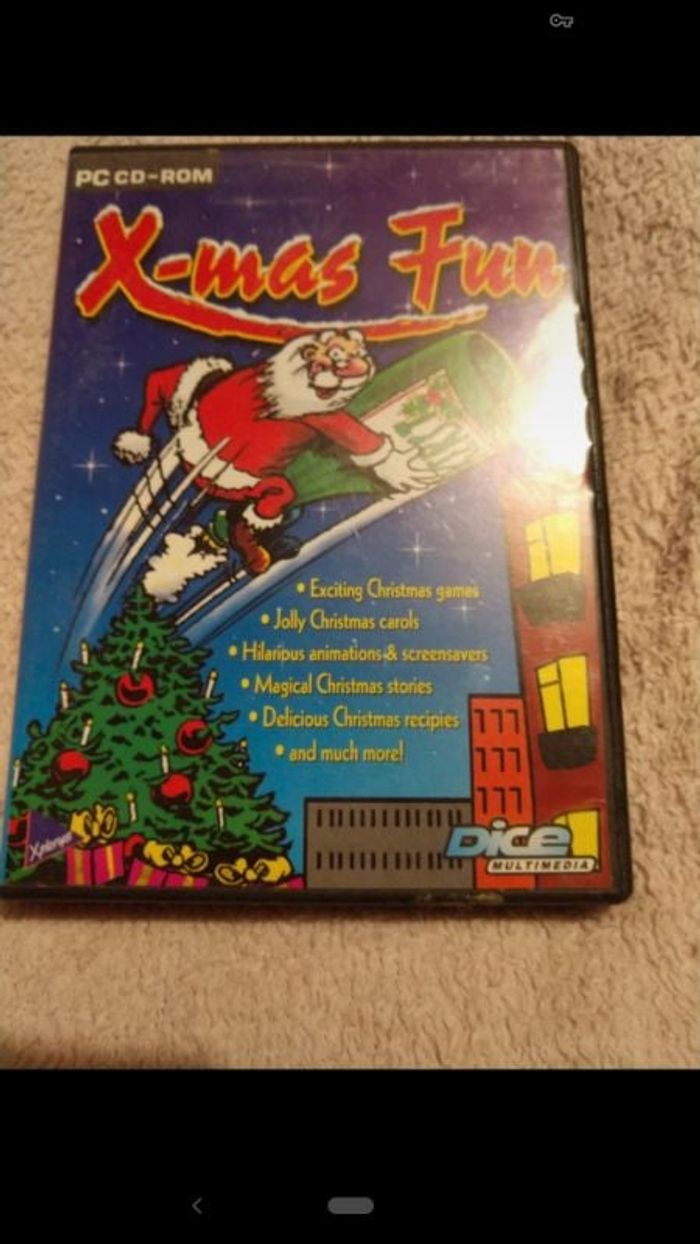 PC CD-ROM
X-mas Fun
• Exciting Christmas games
• Jolly Christmas carols
• Hilarious animations & screensavers
• Magical Christmas stories
• Delicious Christmas recipies
• and much more!
Dice
MULTIMEDIA